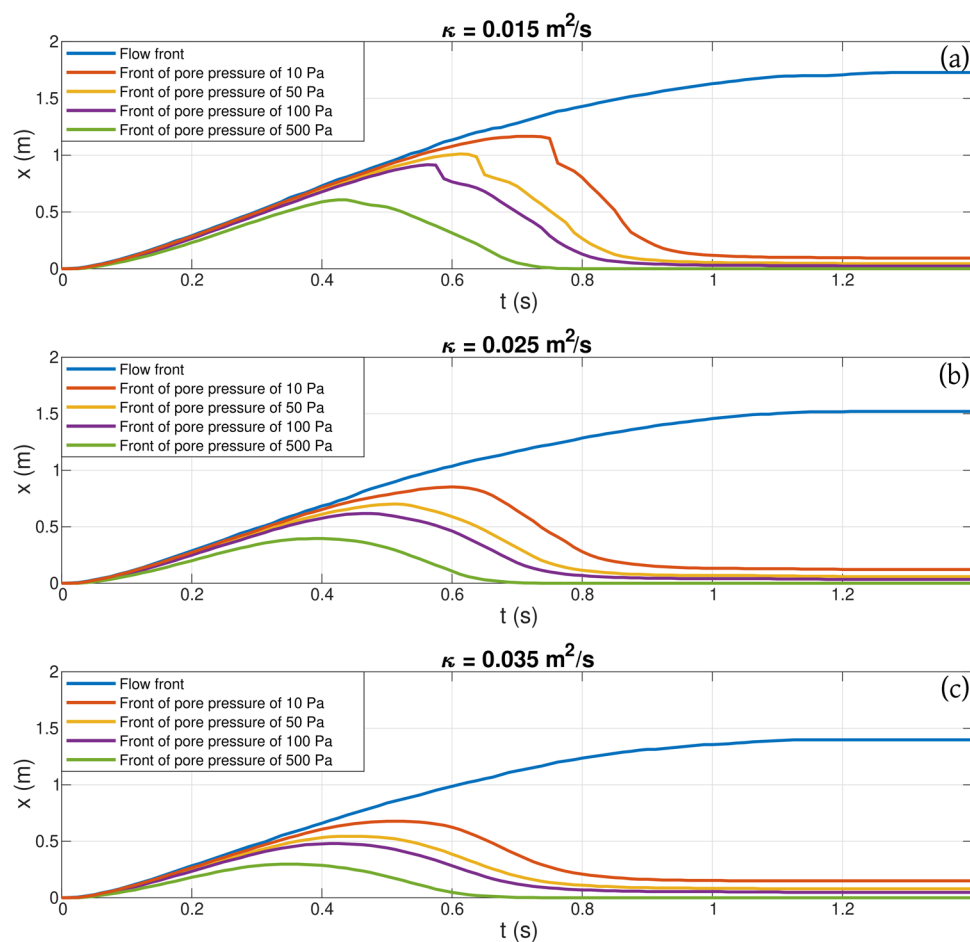 κ = 0.015 m²/s
(a)
2
1.5
1
0.5
0
x (m)
Flow front
Front of pore pressure of 10 Pa
Front of pore pressure of 50 Pa
Front of pore pressure of 100 Pa
Front of pore pressure of 500 Pa
0 0.2 0.4 0.6 0.8 1 1.2
t (s)
κ = 0.025 m²/s
(b)
2
1.5
1
0.5
0
x (m)
Flow front
Front of pore pressure of 10 Pa
Front of pore pressure of 50 Pa
Front of pore pressure of 100 Pa
Front of pore pressure of 500 Pa
0 0.2 0.4 0.6 0.8 1 1.2
t (s)
κ = 0.035 m²/s
(c)
2
1.5
1
0.5
0
x (m)
Flow front
Front of pore pressure of 10 Pa
Front of pore pressure of 50 Pa
Front of pore pressure of 100 Pa
Front of pore pressure of 500 Pa
0 0.2 0.4 0.6 0.8 1 1.2
t (s)